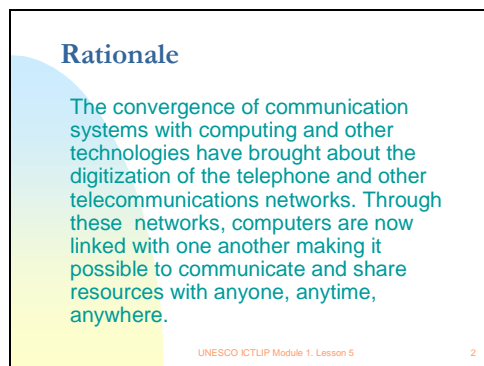 Rationale
The convergence of communication
systems with computing and other
technologies have brought about the
digitization of the telephone and other
telecommunications networks. Through
these networks, computers are now
linked with one another making it
possible to communicate and share
resources with anyone, anytime,
anywhere.
UNESCO ICTLIP Module 1. Lesson 5 2